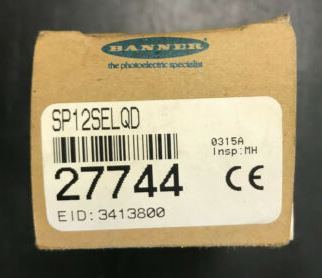 BANNER
the photoelectric specialist
SP12SELQD
0315A
Insp:MH
27744
CE
EID:3413800